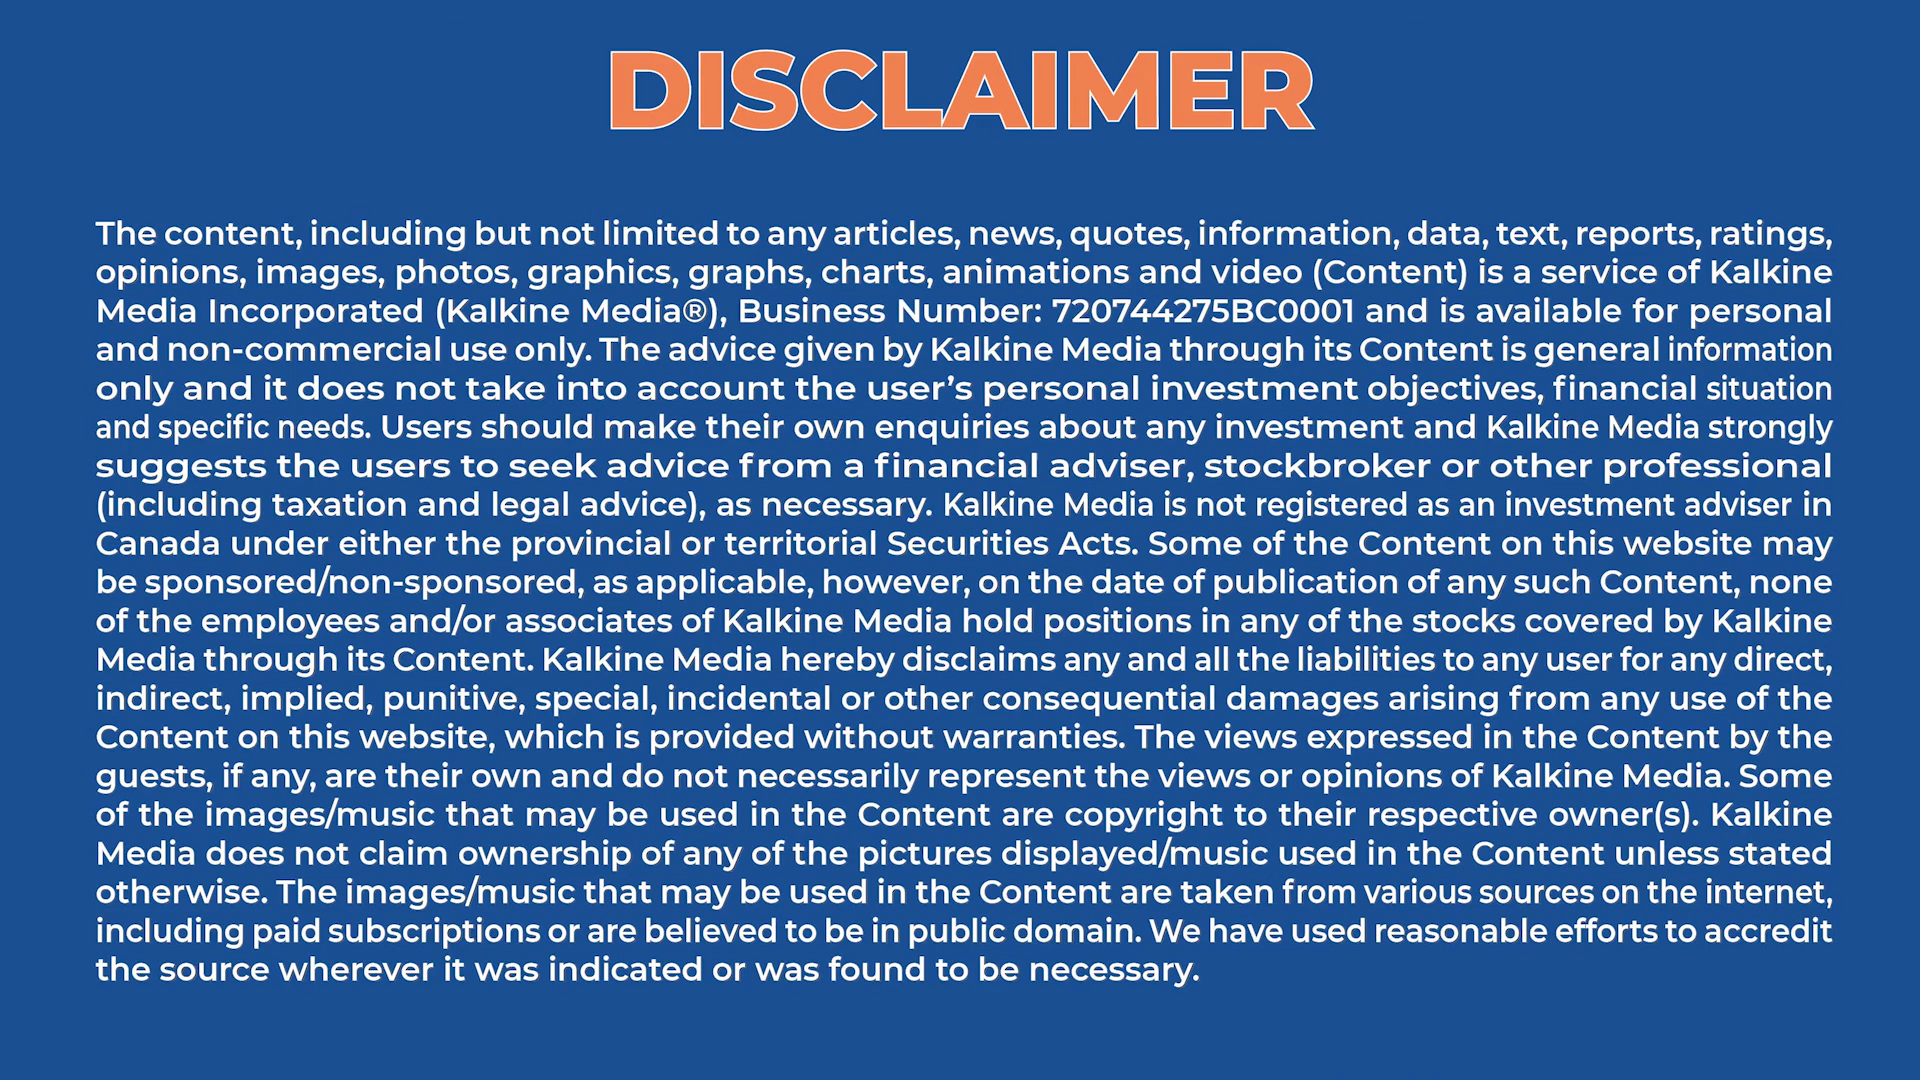 DISCLAIMER
The content, including but not limited to any articles, news, quotes, information, data, text, reports, ratings,
opinions, images, photos, graphics, graphs, charts, animations and video (Content) is a service of Kalkine
Media Incorporated (Kalkine Media®), Business Number: 720744275BC0001 and is available for personal
and non-commercial use only. The advice given by Kalkine Media through its Content is general information
only and it does not take into account the user’s personal investment objectives, financial situation
and specific needs. Users should make their own enquiries about any investment and Kalkine Media strongly
suggests the users to seek advice from a financial adviser, stockbroker or other professional
(including taxation and legal advice), as necessary. Kalkine Media is not registered as an investment adviser in
Canada under either the provincial or territorial Securities Acts. Some of the Content on this website may
be sponsored/non-sponsored, as applicable, however, on the date of publication of any such Content, none
of the employees and/or associates of Kalkine Media hold positions in any of the stocks covered by Kalkine
Media through its Content. Kalkine Media hereby disclaims any and all the liabilities to any user for any direct,
indirect, implied, punitive, special, incidental or other consequential damages arising from any use of the
Content on this website, which is provided without warranties. The views expressed in the Content by the
guests, if any, are their own and do not necessarily represent the views or opinions of Kalkine Media. Some
of the images/music that may be used in the Content are copyright to their respective owner(s). Kalkine
Media does not claim ownership of any of the pictures displayed/music used in the Content unless stated
otherwise. The images/music that may be used in the Content are taken from various sources on the internet,
including paid subscriptions or are believed to be in public domain. We have used reasonable efforts to accredit
the source wherever it was indicated or was found to be necessary.